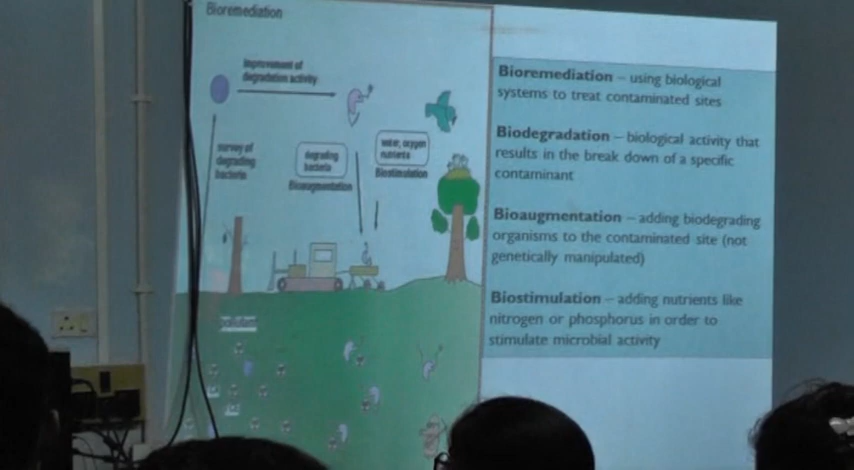 Bioremediation
Improvement of
degradation activity
survey of
degrading
bacteria
degrading
bacteria
Bioaugmentation
water, oxygen
nutrients
Biostimulation
Bioremediation – using biological
systems to treat contaminated sites
Biodegradation – biological activity that
results in the break down of a specific
contaminant
Bioaugmentation – adding biodegrading
organisms to the contaminated site (not
genetically manipulated)
Biostimulation – adding nutrients like
nitrogen or phosphorus in order to
stimulate microbial activity